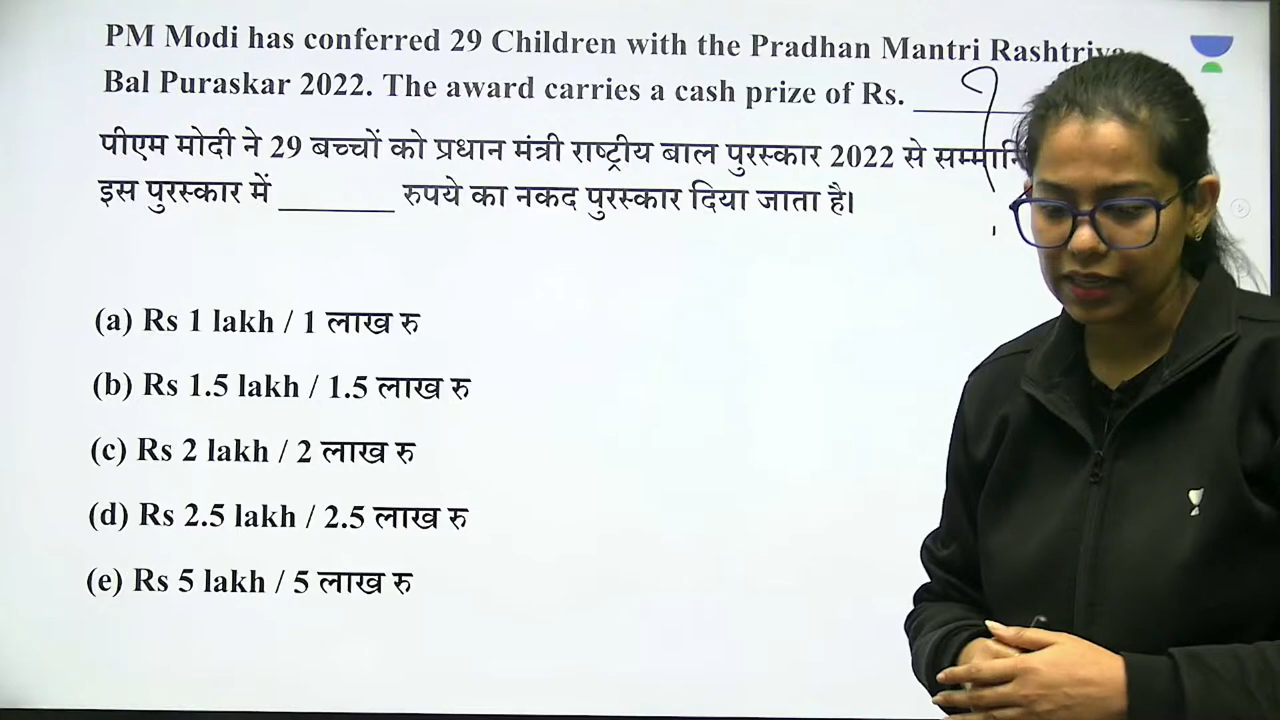 PM Modi has conferred 29 Children with the Pradhan Mantri Rashtriya
Bal Puraskar 2022. The award carries a cash prize of Rs. ________
पीएम मोदी ने 29 बच्चों को प्रधान मंत्री राष्ट्रीय बाल पुरस्कार 2022 से
इस पुरस्कार में ________ रुपये का नकद पुरस्कार दिया जाता है।
(a) Rs 1 lakh / 1 लाख रु
(b) Rs 1.5 lakh / 1.5 लाख रु
(c) Rs 2 lakh / 2 लाख रु
(d) Rs 2.5 lakh / 2.5 लाख रु
(e) Rs 5 lakh / 5 लाख रु